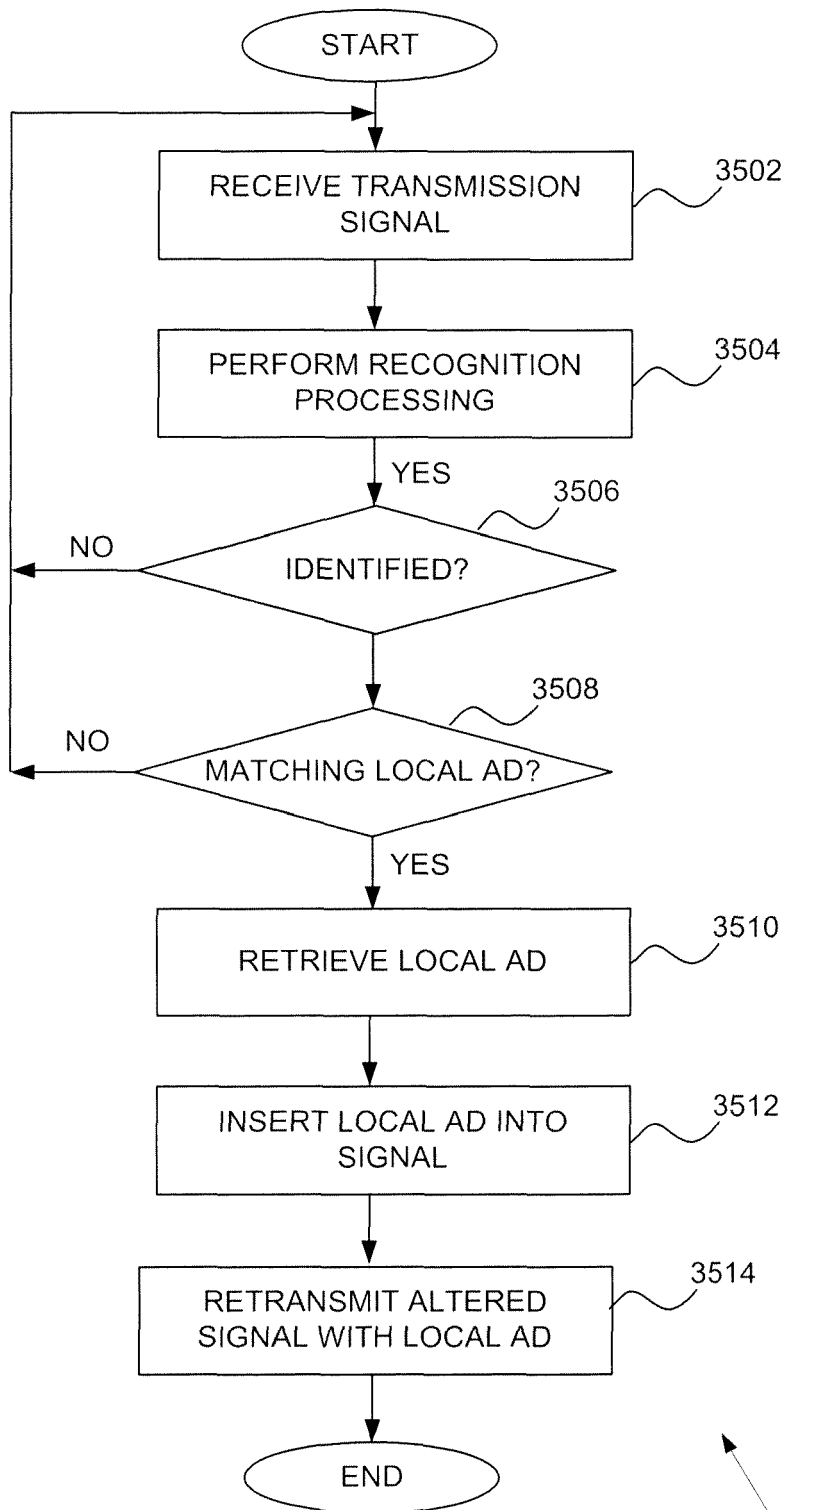 START
RECEIVE TRANSMISSION
SIGNAL
3502
PERFORM RECOGNITION
PROCESSING
3504
YES
3506
NO
IDENTIFIED?
3508
NO
MATCHING LOCAL AD?
YES
RETRIEVE LOCAL AD
3510
INSERT LOCAL AD INTO
SIGNAL
3512
RETRANSMIT ALTERED
SIGNAL WITH LOCAL AD
3514
END